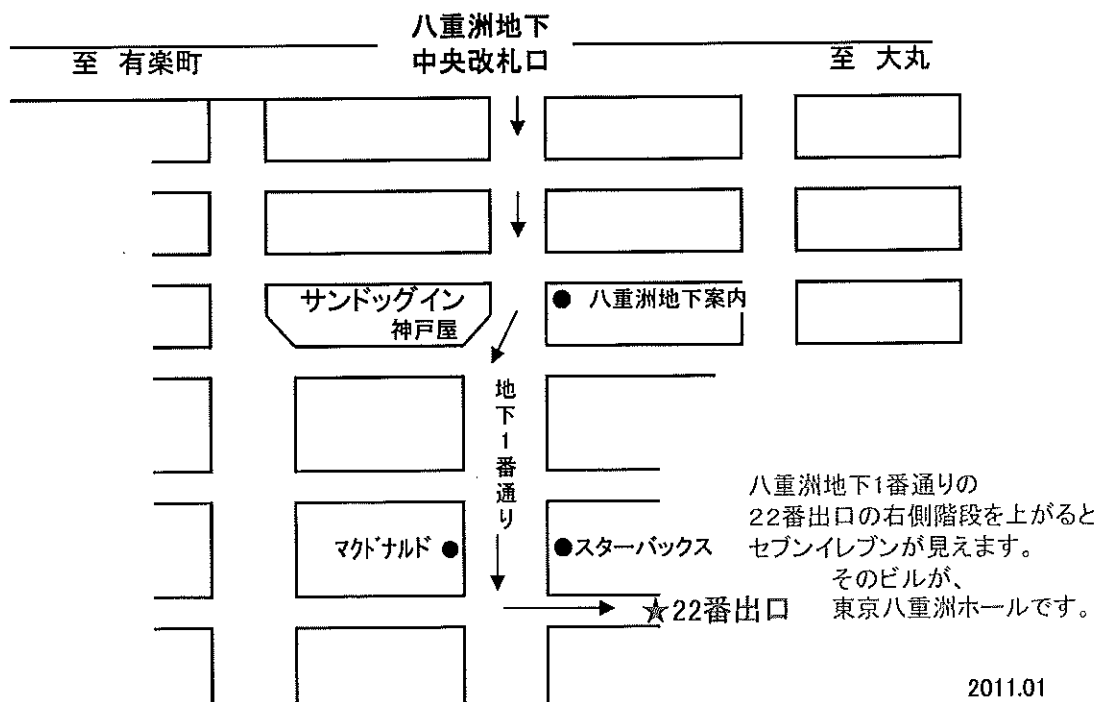 八重洲地下
中央改札口
至 有楽町
至 大丸
サンドッグイン
神戸屋
八重洲地下案内
地下1番通り
マクドナルド
スターバックス
八重洲地下1番通りの
22番出口の右側階段を上がると
セブンイレブンが見えます。
そのビルが、
東京八重洲ホールです。
★22番出口
2011.01